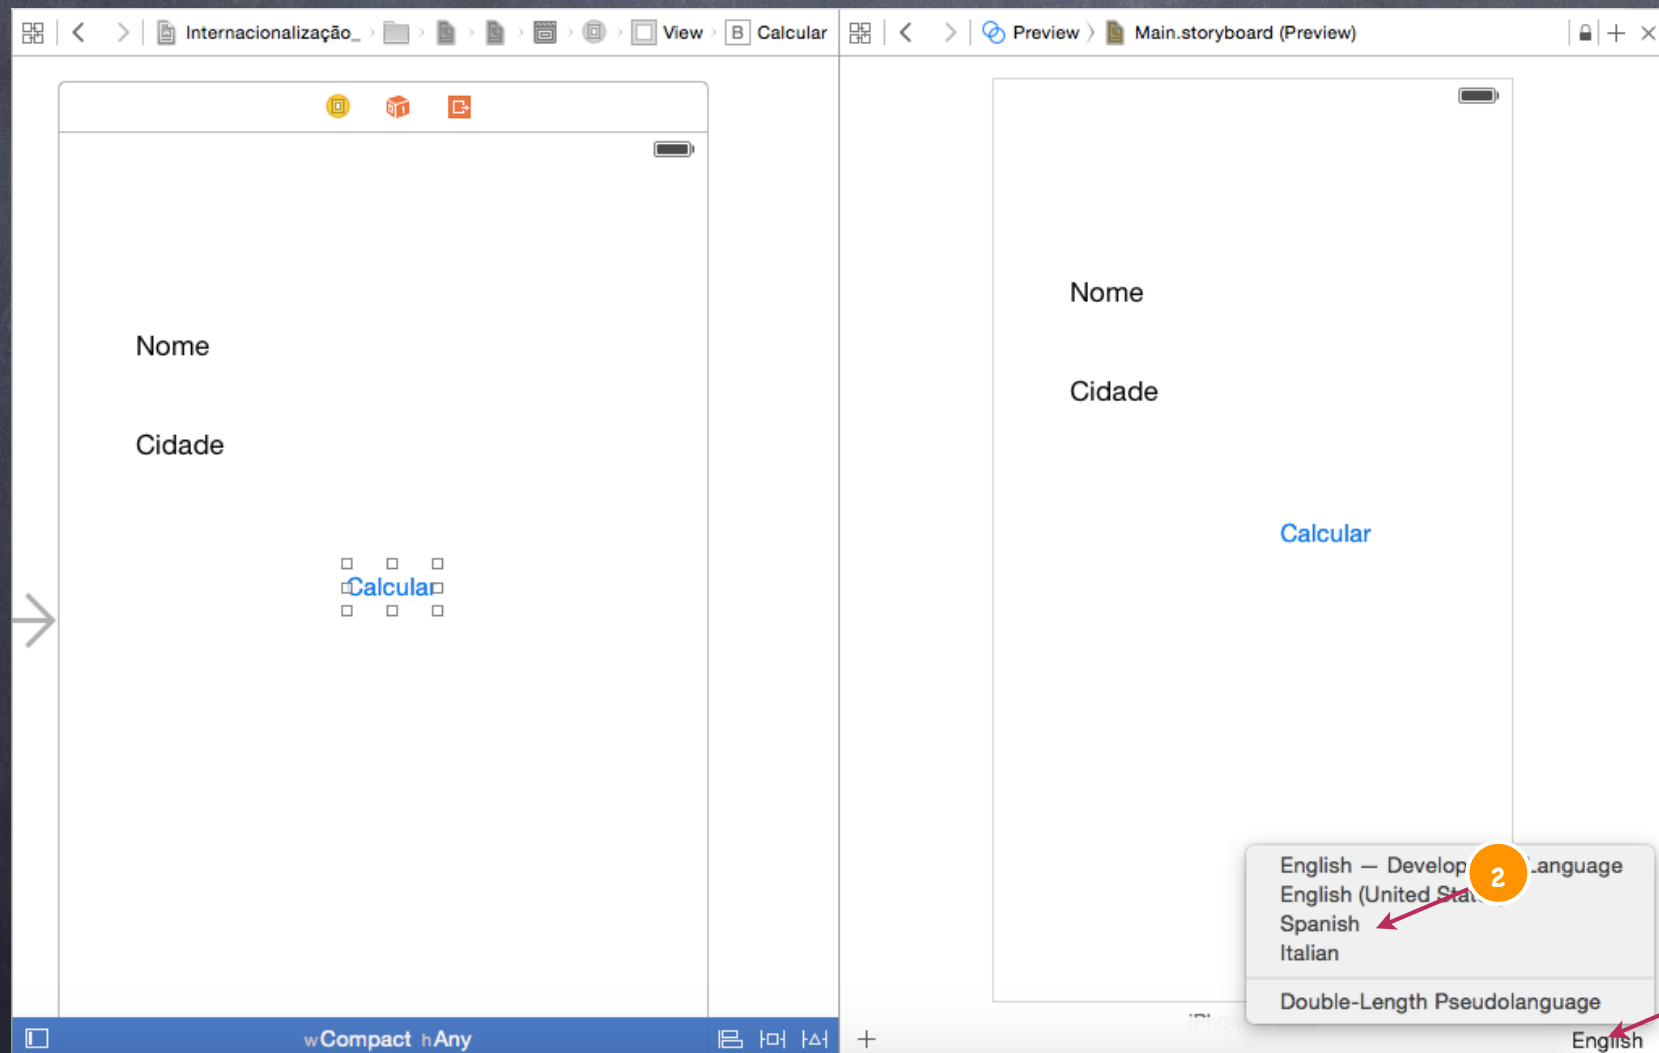 Internacionalização_ View B Calcular
Preview Main.storyboard (Preview)
Nome
Cidade
Calcular
wCompact hAny
Nome
Cidade
Calcular
English — Develop Language
2
English (United Stat
Spanish
Italian
Double-Length Pseudolanguage
English